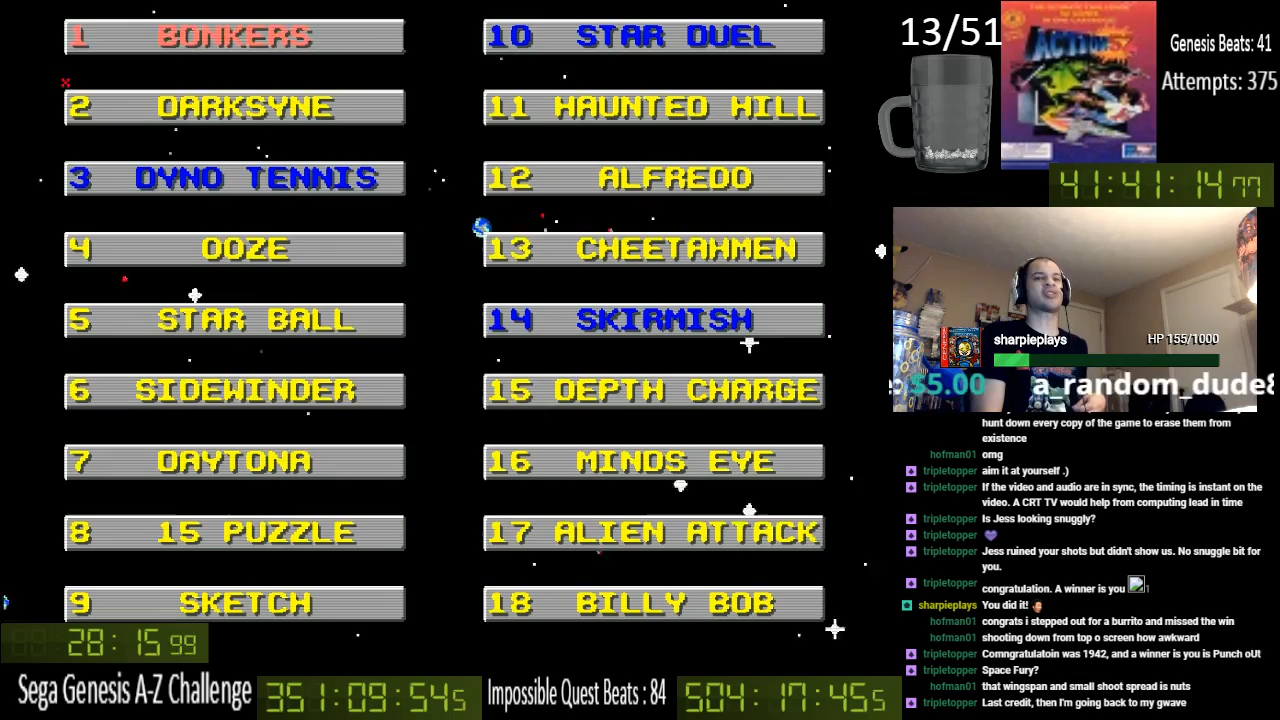 1 BONKERS
2 DARKSYNE
3 DYNO TENNIS
4 OOZE
5 STAR BALL
6 SIDEWINDER
7 DAYTONA
8 15 PUZZLE
9 SKETCH
10 STAR DUEL
11 HAUNTED HILL
12 ALFREDO
13 CHEETAHMEN
14 SKIRMISH
15 DEPTH CHARGE
16 MINDS EYE
17 ALIEN ATTACK
18 BILLY BOB
28:15 99
Sega Genesis A-Z Challenge
351:09:54 5
Impossible Quest Beats : 84
504:17:45 5
13/51
ACTION 52
Genesis Beats: 41
Attempts: 375
41:41:14 77
sharpieplays HP 155/1000
: $5.00 a_random_dude8
hunt down every copy of the game to erase them from
existence
hofman01 omg
tripletopper aim it at yourself .)
tripletopper If the video and audio are in sync, the timing is instant on the
video. A CRT TV would help from computing lead in time
tripletopper Is Jess looking snuggly?
tripletopper 💜
tripletopper Jess ruined your shots but didn't show us. No snuggle bit for
you.
tripletopper congratulation. A winner is you !
sharpieplays You did it!
hofman01 congrats i stepped out for a burrito and missed the win
hofman01 shooting down from top o screen how awkward
tripletopper Comngratulatoin was 1942, and a winner is you is Punch oUt
tripletopper Space Fury?
hofman01 that wingspan and small shoot spread is nuts
tripletopper Last credit, then I'm going back to my gwave